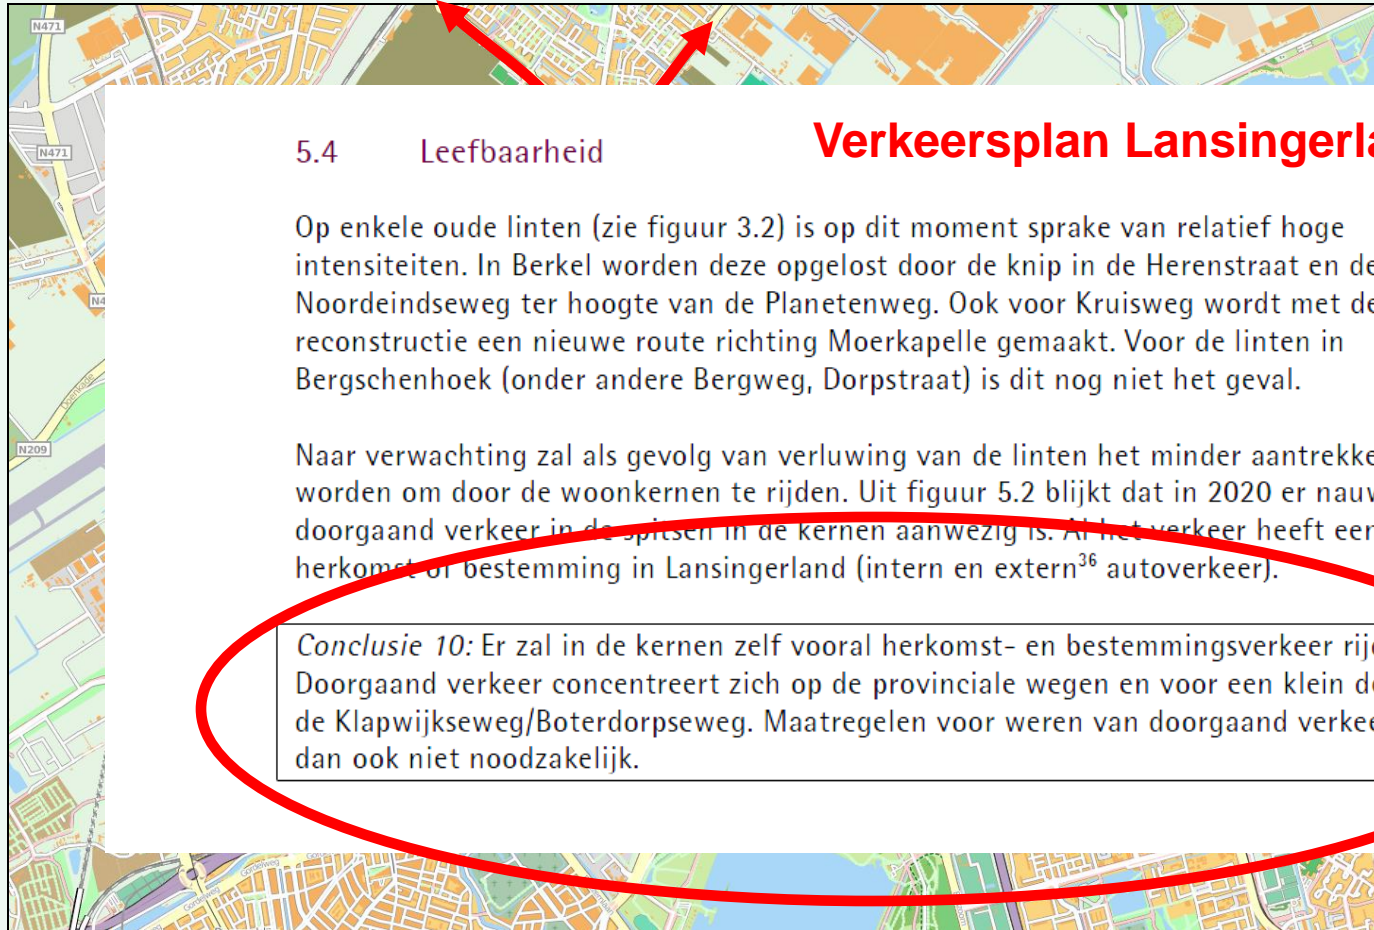 N471
N471
N4
Doenkade
N209
Verkeersplan Lansingerla
5.4 Leefbaarheid
Op enkele oude linten (zie figuur 3.2) is op dit moment sprake van relatief hoge
intensiteiten. In Berkel worden deze opgelost door de knip in de Herenstraat en de
Noordeindseweg ter hoogte van de Planetenweg. Ook voor Kruisweg wordt met de
reconstructie een nieuwe route richting Moerkapelle gemaakt. Voor de linten in
Bergschenhoek (onder andere Bergweg, Dorpstraat) is dit nog niet het geval.
Naar verwachting zal als gevolg van verluwing van de linten het minder aantrekke
worden om door de woonkernen te rijden. Uit figuur 5.2 blijkt dat in 2020 er nauw
doorgaand verkeer in de spitsen in de kernen aanwezig is. Al het verkeer heeft een
herkomst of bestemming in Lansingerland (intern en extern³⁶ autoverkeer).
Conclusie 10: Er zal in de kernen zelf vooral herkomst- en bestemmingsverkeer rijd
Doorgaand verkeer concentreert zich op de provinciale wegen en voor een klein de
de Klapwijkseweg/Boterdorpseweg. Maatregelen voor weren van doorgaand verkee
dan ook niet noodzakelijk.
Gordelweg
Gordelweg